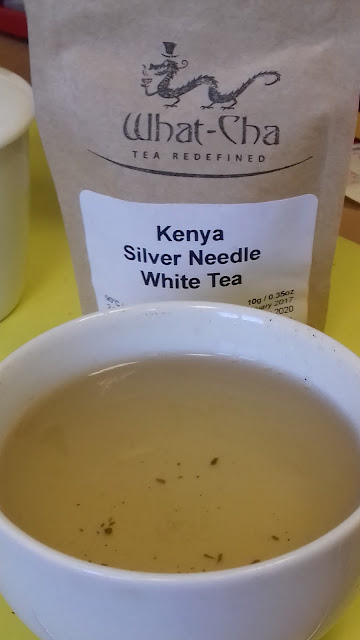 What-Cha
TEA REDEFINED
Kenya
Silver Needle
White Tea
10g / 0.35oz
2017
2020